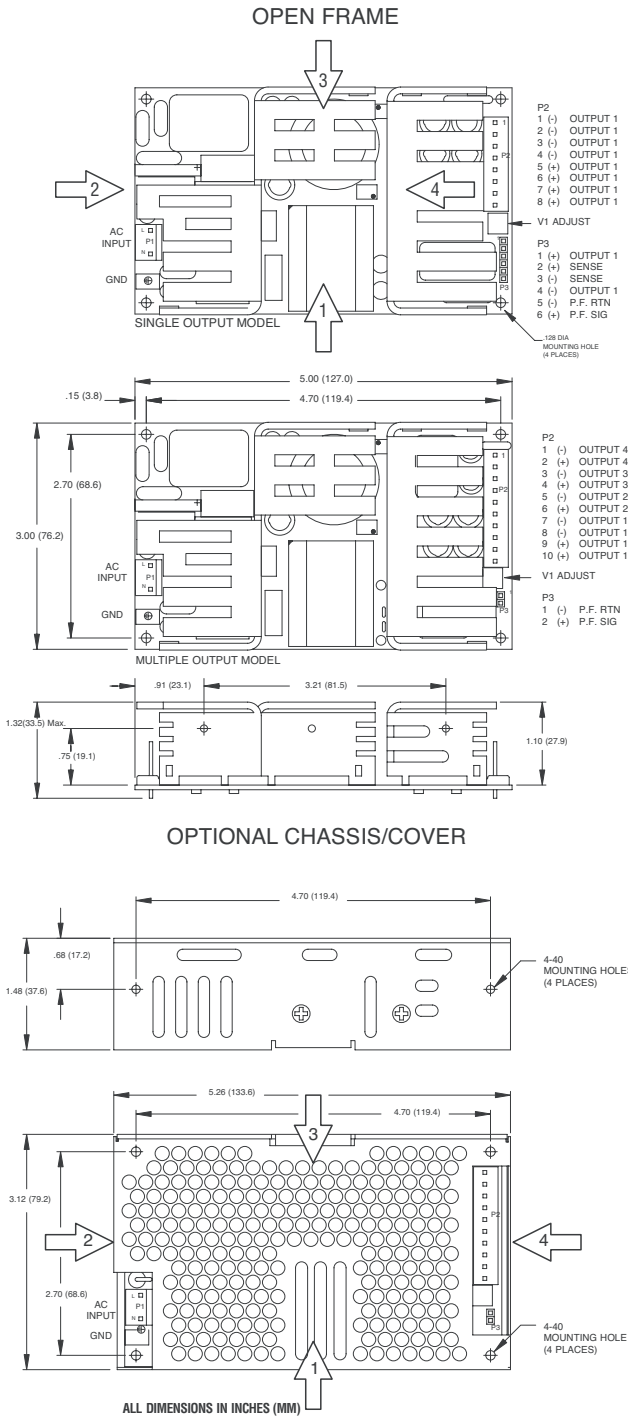 OPEN FRAME
3
2
4
1
AC
INPUT
L
P1
N
GND
1
P2
P3
SINGLE OUTPUT MODEL
P2
1 (-) OUTPUT 1
2 (-) OUTPUT 1
3 (-) OUTPUT 1
4 (-) OUTPUT 1
5 (+) OUTPUT 1
6 (+) OUTPUT 1
7 (+) OUTPUT 1
8 (+) OUTPUT 1
V1 ADJUST
P3
1 (+) OUTPUT 1
2 (+) SENSE
3 (-) SENSE
4 (-) OUTPUT 1
5 (-) P.F. RTN
6 (+) P.F. SIG
.128 DIA
MOUNTING HOLE
(4 PLACES)
5.00 (127.0)
.15 (3.8)
4.70 (119.4)
2.70 (68.6)
3.00 (76.2)
AC
INPUT
L
P1
N
GND
1
P2
1
P3
MULTIPLE OUTPUT MODEL
P2
1 (-) OUTPUT 4
2 (+) OUTPUT 4
3 (-) OUTPUT 3
4 (+) OUTPUT 3
5 (-) OUTPUT 2
6 (+) OUTPUT 2
7 (-) OUTPUT 1
8 (-) OUTPUT 1
9 (+) OUTPUT 1
10 (+) OUTPUT 1
V1 ADJUST
P3
1 (-) P.F. RTN
2 (+) P.F. SIG
.91 (23.1)
3.21 (81.5)
1.32(33.5) Max.
.75 (19.1)
1.10 (27.9)
OPTIONAL CHASSIS/COVER
4.70 (119.4)
.68 (17.2)
1.48 (37.6)
4-40
MOUNTING HOLES
(4 PLACES)
5.26 (133.6)
4.70 (119.4)
3
3.12 (79.2)
2
4
P2
2.70 (68.6)
AC
INPUT
L
P1
N
GND
P3
1
4-40
MOUNTING HOLE
(4 PLACES)
ALL DIMENSIONS IN INCHES (MM)